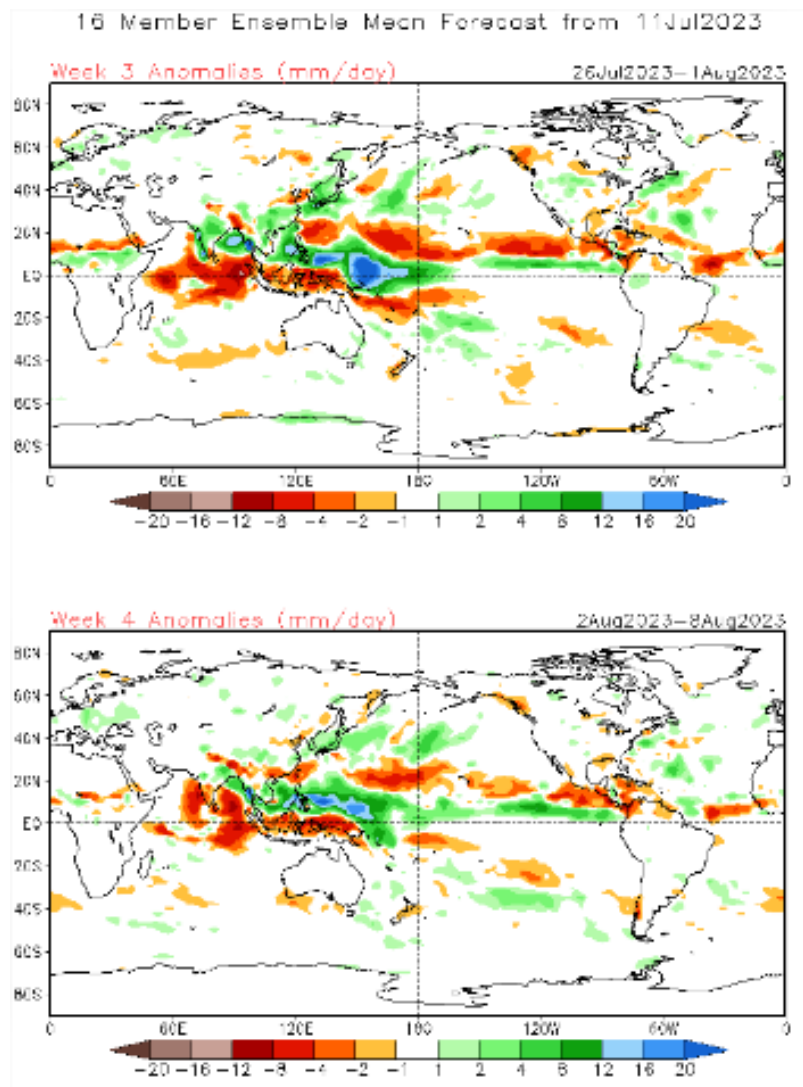 16 Member Ensemble Mean Forecast from 11Jul2023
Week 3 Anomalies (mm/day) 26Jul2023-1Aug2023
80N
60N
40N
20N
EQ
20S
40S
60S
80S
0 60E 120E 180 120W 60W 0
-20 -16 -12 -8 -4 -2 -1 1 2 4 8 12 16 20
Week 4 Anomalies (mm/day) 2Aug2023-8Aug2023
80N
60N
40N
20N
EQ
20S
40S
60S
80S
0 60E 120E 180 120W 60W 0
-20 -16 -12 -8 -4 -2 -1 1 2 4 8 12 16 20